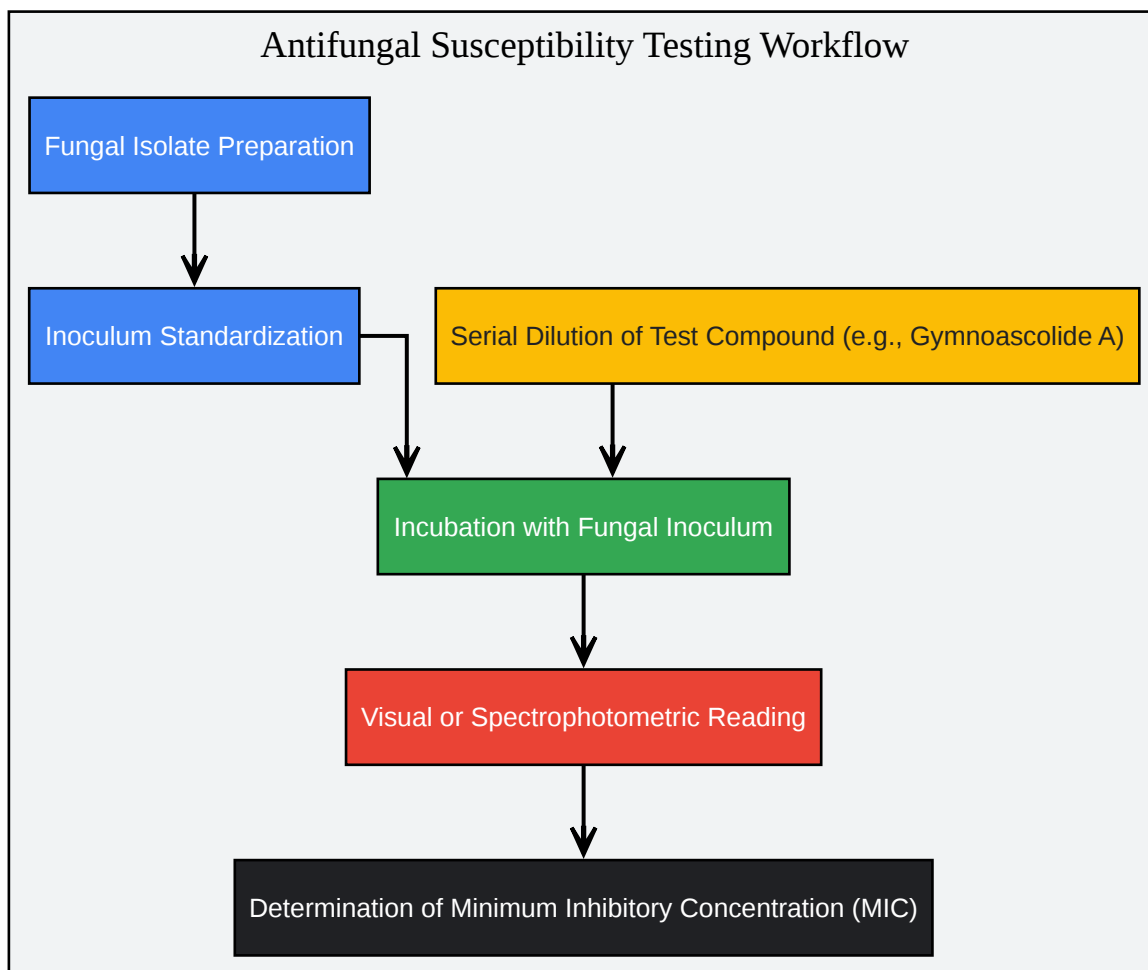 Antifungal Susceptibility Testing Workflow
Fungal Isolate Preparation
Inoculum Standardization
Serial Dilution of Test Compound (e.g., Gymnoascolide A)
Incubation with Fungal Inoculum
Visual or Spectrophotometric Reading
Determination of Minimum Inhibitory Concentration (MIC)